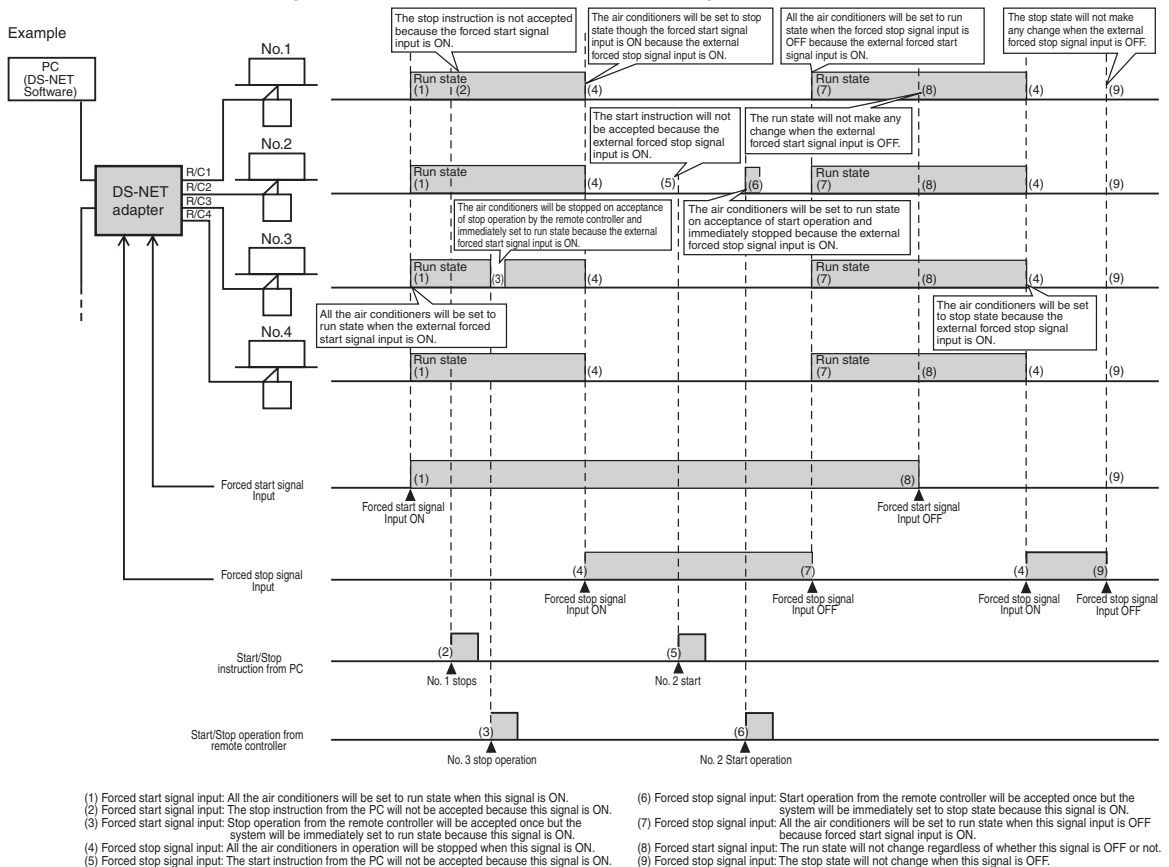 Example
PC
(DS-NET
Software)
DS-NET
adapter
R/C1
R/C2
R/C3
R/C4
No.1
The stop instruction is not accepted
because the forced start signal
input is ON.
The air conditioners will be set to stop
state though the forced start signal
input is ON because the external
forced stop signal input is ON.
All the air conditioners will be set to run
state when the forced stop signal input is
OFF because the external forced start
signal input is ON.
The stop state will not make
any change when the external
forced stop signal input is OFF.
Run state
(1)
(2)
(4)
Run state
(7)
(8)
(4)
(9)
The start instruction will not
be accepted because the
external forced stop signal
input is ON.
The run state will not make any
change when the external
forced start signal input is OFF.
No.2
Run state
(1)
(4)
(5)
(6)
Run state
(7)
(8)
(4)
(9)
The air conditioners will be stopped on acceptance
of stop operation by the remote controller and
immediately set to run state because the external
forced start signal input is ON.
The air conditioners will be set to run state
on acceptance of start operation and
immediately stopped because the external
forced stop signal input is ON.
No.3
Run state
(1)
(3)
(4)
Run state
(7)
(8)
(4)
(9)
All the air conditioners will be set to
run state when the external forced
start signal input is ON.
The air conditioners will be set
to stop state because the
external forced stop signal
input is ON.
No.4
Run state
(1)
(4)
Run state
(7)
(8)
(4)
(9)
Forced start signal
Input
(1)
(8)
(9)
Forced start signal
Input ON
Forced start signal
Input OFF
Forced stop signal
Input
(4)
(7)
(4)
(9)
Forced stop signal
Input ON
Forced stop signal
Input OFF
Forced stop signal
Input ON
Forced stop signal
Input OFF
Start/Stop
instruction from PC
(2)
(5)
No. 1 stops
No. 2 start
Start/Stop operation from
remote controller
(3)
(6)
No. 3 stop operation
No. 2 Start operation
(1) Forced start signal input: All the air conditioners will be set to run state when this signal is ON.
(2) Forced start signal input: The stop instruction from the PC will not be accepted because this signal is ON.
(3) Forced start signal input: Stop operation from the remote controller will be accepted once but the
system will be immediately set to run state because this signal is ON.
(4) Forced stop signal input: All the air conditioners in operation will be stopped when this signal is ON.
(5) Forced stop signal input: The start instruction from the PC will not be accepted because this signal is ON.
(6) Forced stop signal input: Start operation from the remote controller will be accepted once but the
system will be immediately set to stop state because this signal is ON.
(7) Forced stop signal input: All the air conditioners will be set to run state when this signal input is OFF
because forced start signal input is ON.
(8) Forced start signal input: The run state will not change regardless of whether this signal is OFF or not.
(9) Forced stop signal input: The stop state will not change when this signal is OFF.